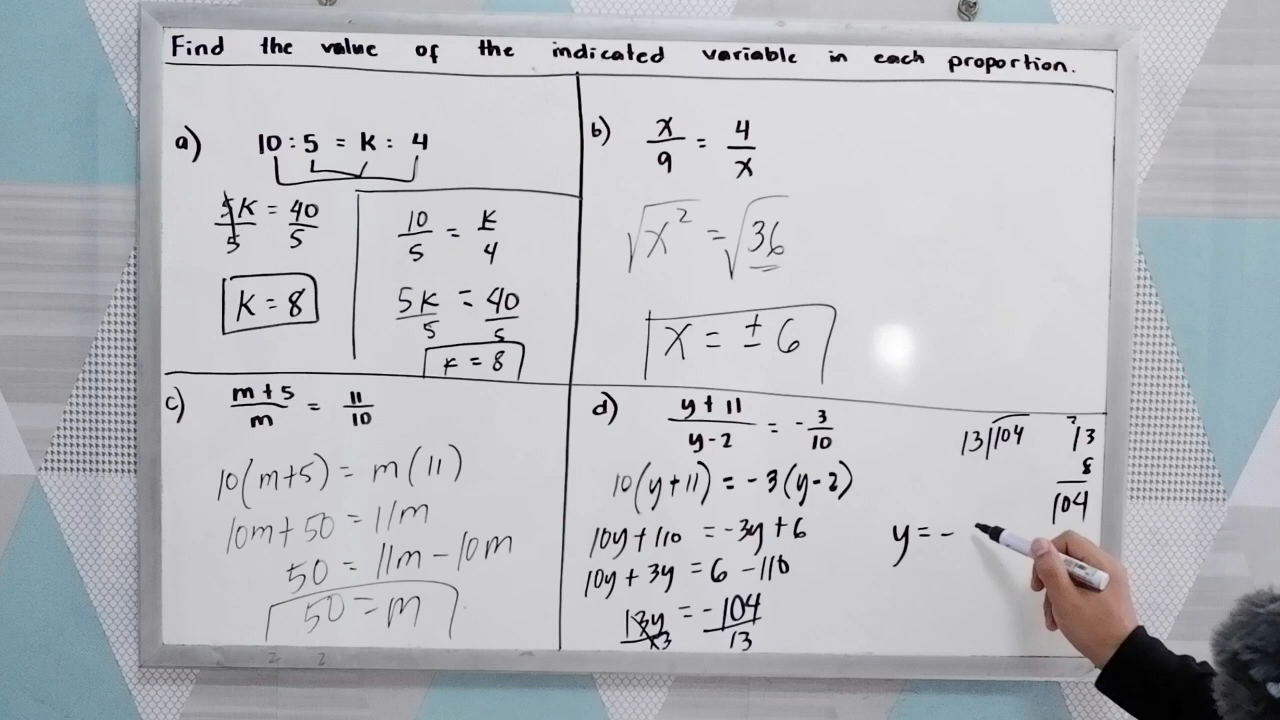 Find the value of the indicated variable in each proportion.
a) 10 : 5 = k : 4
5k/5 = 40/5
k = 8
10/5 = k/4
5k/5 = 40/5
k = 8
b) x/9 = 4/x
√x² = √36
x = ± 6
c) m + 5/m = 11/10
10(m+5) = m(11)
10m + 50 = 11m
50 = 11m - 10m
50 = m
d) y + 11/y - 2 = - 3/10
10(y+11) = -3(y-2)
10y + 110 = -3y + 6
10y + 3y = 6 - 110
13y/13 = -104/13
13|104
²13
8
104
y = -